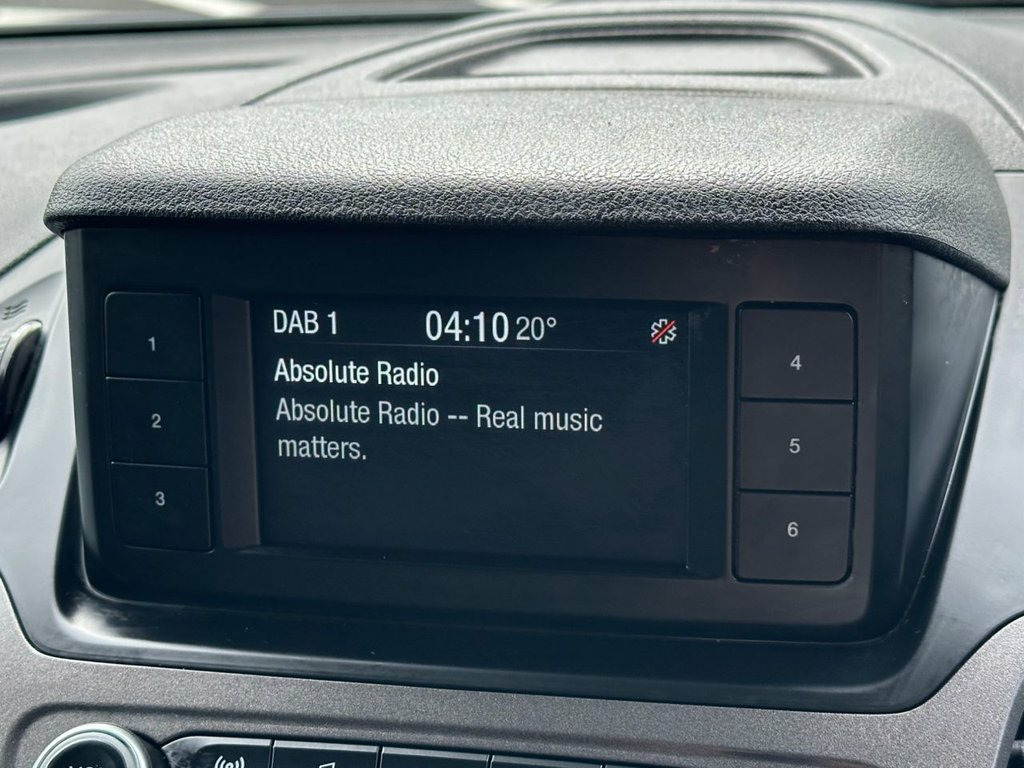 DAB 1 04:10 20°
Absolute Radio
Absolute Radio -- Real music
matters.
1
2
3
4
5
6